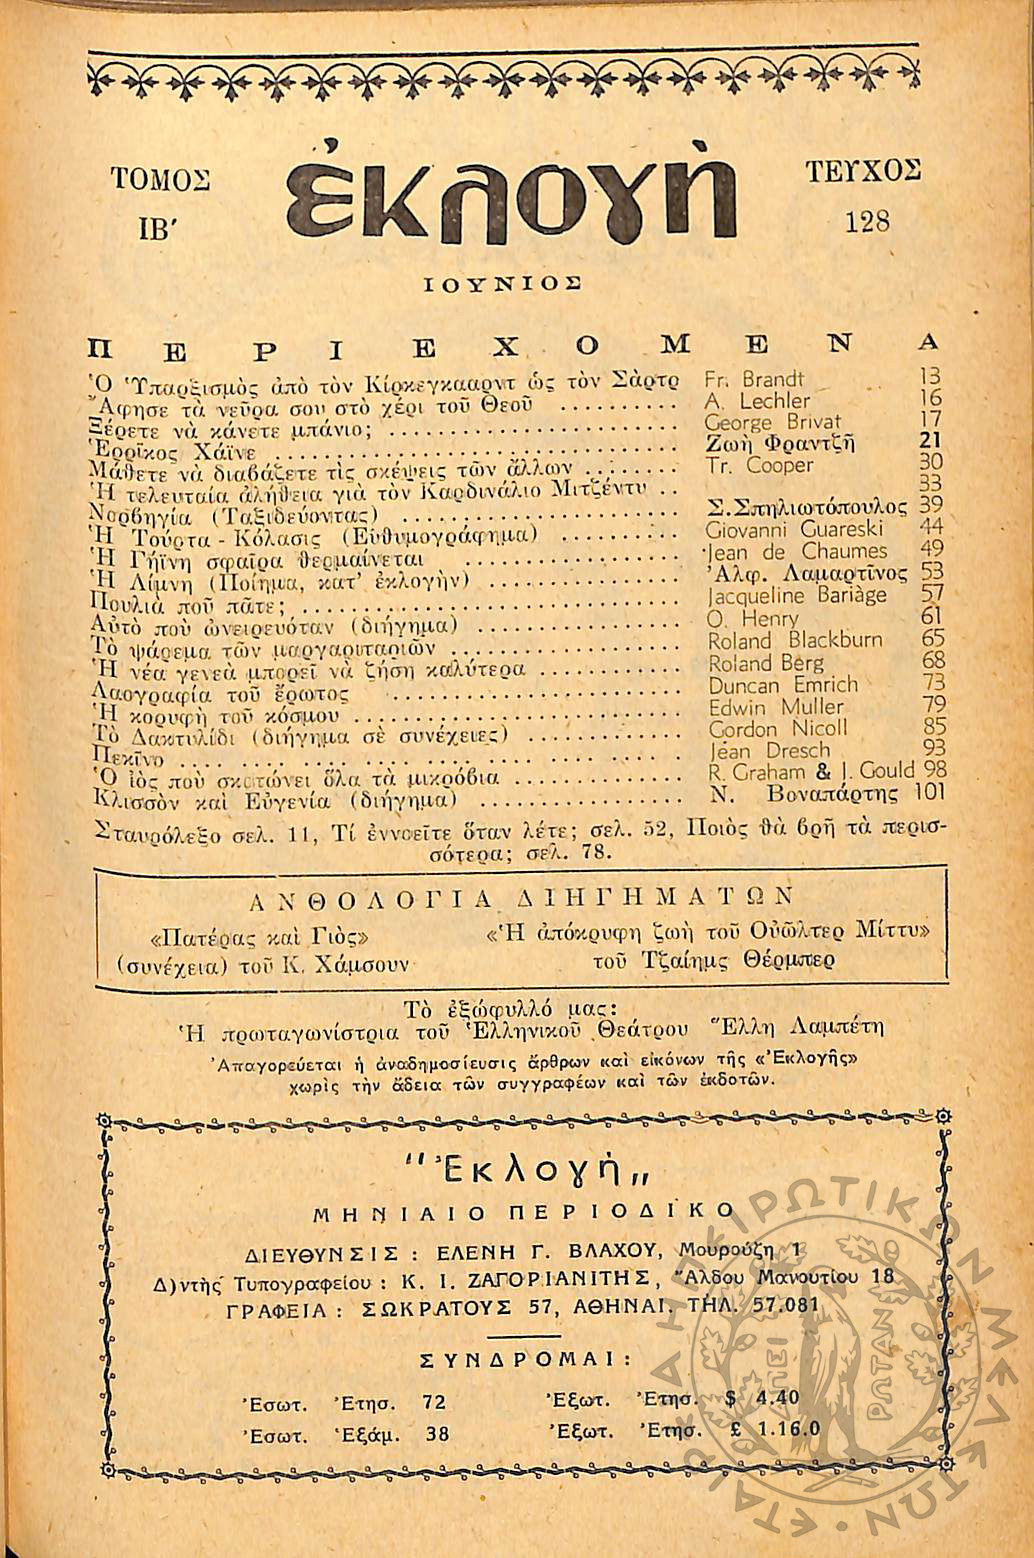 ΤΟΜΟΣ
ΙΒ′
ἐκλογὴ
ΤΕΥΧΟΣ
128
ΙΟΥΝΙΟΣ
ΠΕΡΙΕΧΟΜΕΝΑ
Ὁ Ὑπαρξισμὸς ἀπὸ τὸν Κίρκεγκααρντ ὡς τὸν Σὰρτρ Fr. Brandt 13
Ἄφησε τὰ νεῦρα σου στὸ χέρι τοῦ Θεοῦ .......... A. Lechler 16
Ξέρετε νὰ κάνετε μπάνιο; ........................ George Brivat 17
Ἑρρῖκος Χάϊνε .................................. Ζωὴ Φραντζῆ 21
Μάθετε νὰ διαβάζετε τὶς σκέψεις τῶν ἄλλων ........ Tr. Cooper 30
Ἡ τελευταία ἀλήθεια γιὰ τὸν Καρδινάλιο Μιτζέντυ .. 33
Νορβηγία (Ταξιδεύοντας) ........................ Σ. Σπηλιωτόπουλος 39
Ἡ Τούρτα - Κόλασις (Εὐθυμογράφημα) .......... Giovanni Guareski 44
Ἡ Γήϊνη σφαῖρα θερμαίνεται .................. Jean de Chaumes 49
Ἡ Λίμνη (Ποίημα, κατ' ἐκλογὴν) ................ Ἀλφ. Λαμαρτῖνος 53
Πουλιὰ ποῦ πᾶτε; ................................ Jacqueline Bariàge 57
Αὐτὸ ποὺ ὠνειρευόταν (διήγημα) .................. O. Henry 61
Τὸ ψάρεμα τῶν μαργαριταριῶν .................... Roland Blackburn 65
Ἡ νέα γενεὰ μπορεῖ νὰ ζήση καλύτερα ............ Roland Berg 68
Λαογραφία τοῦ ἔρωτος ........................ Duncan Emrich 73
Ἡ κορυφὴ τοῦ κόσμου ............................ Edwin Muller 79
Τὸ Δακτυλίδι (διήγημα σὲ συνέχειες) .............. Gordon Nicoll 85
Πεκῖνο .... .... .... .... .... .... .... .... Jean Dresch 93
Ὁ ἰὸς ποὺ σκοτώνει ὅλα τὰ μικρόβια .............. R. Graham & J. Gould 98
Κλισσὸν καὶ Εὐγενία (διήγημα) .................. Ν. Βοναπάρτης 101
Σταυρόλεξο σελ. 11, Τί ἐννοεῖτε ὅταν λέτε; σελ. 52, Ποιὸς θὰ βρῆ τὰ περισ-
σότερα; σελ. 78.
ΑΝΘΟΛΟΓΙΑ ΔΙΗΓΗΜΑΤΩΝ
«Πατέρας καὶ Γιὸς»
(συνέχεια) τοῦ Κ. Χάμσουν
«Ἡ ἀπόκρυφη ζωὴ τοῦ Οὐῶλτερ Μίττυ»
τοῦ Τζαίημς Θέρμπερ
Τὸ ἐξώφυλλό μας:
Ἡ πρωταγωνίστρια τοῦ Ἑλληνικοῦ Θεάτρου Ἕλλη Λαμπέτη
Ἀπαγορεύεται ἡ ἀναδημοσίευσις ἄρθρων καὶ εἰκόνων τῆς «Ἐκλογῆς»
χωρὶς τὴν ἄδεια τῶν συγγραφέων καὶ τῶν ἐκδοτῶν.
"Ἐκλογὴ„
ΜΗΝΙΑΙΟ ΠΕΡΙΟΔΙΚΟ
ΔΙΕΥΘΥΝΣΙΣ : ΕΛΕΝΗ Γ. ΒΛΑΧΟΥ, Μουρούζη 1
Δ)ντὴς Τυπογραφείου : Κ. Ι. ΖΑΓΟΡΙΑΝΙΤΗΣ, Ἄλδου Μανουτίου 18
ΓΡΑΦΕΙΑ : ΣΩΚΡΑΤΟΥΣ 57, ΑΘΗΝΑΙ. ΤΗΛ. 57.081
ΣΥΝΔΡΟΜΑΙ :
Ἐσωτ. Ἐτησ. 72 Ἐξωτ. Ἐτησ. $ 4.40
Ἐσωτ. Ἑξάμ. 38 Ἐξωτ. Ἐτησ. £ 1.16.0
ΕΤΑΙΡΕΙΑ ΗΠΕΙΡΩΤΙΚΩΝ ΜΕΛΕΤΩΝ
ΑΠΕΙ
ΡΩΤΑΝ